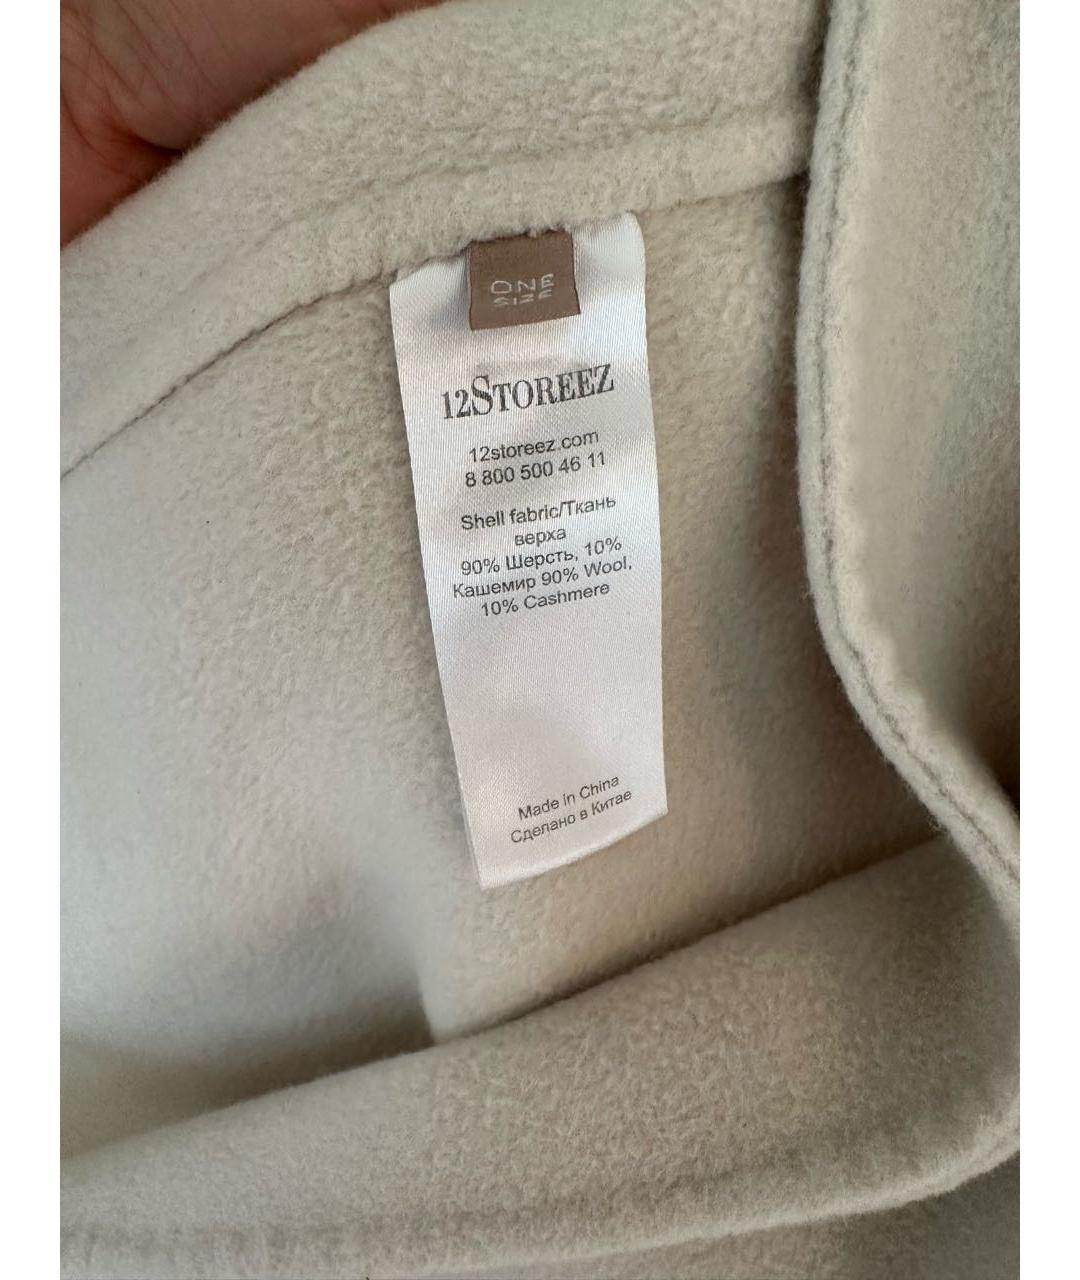 ONE
SIZE
12STOREEZ
12storeez.com
8 800 500 46 11
Shell fabric/Ткань
верха
90% Шерсть, 10%
Кашемир 90% Wool,
10% Cashmere
Made in China
Сделано в Китае